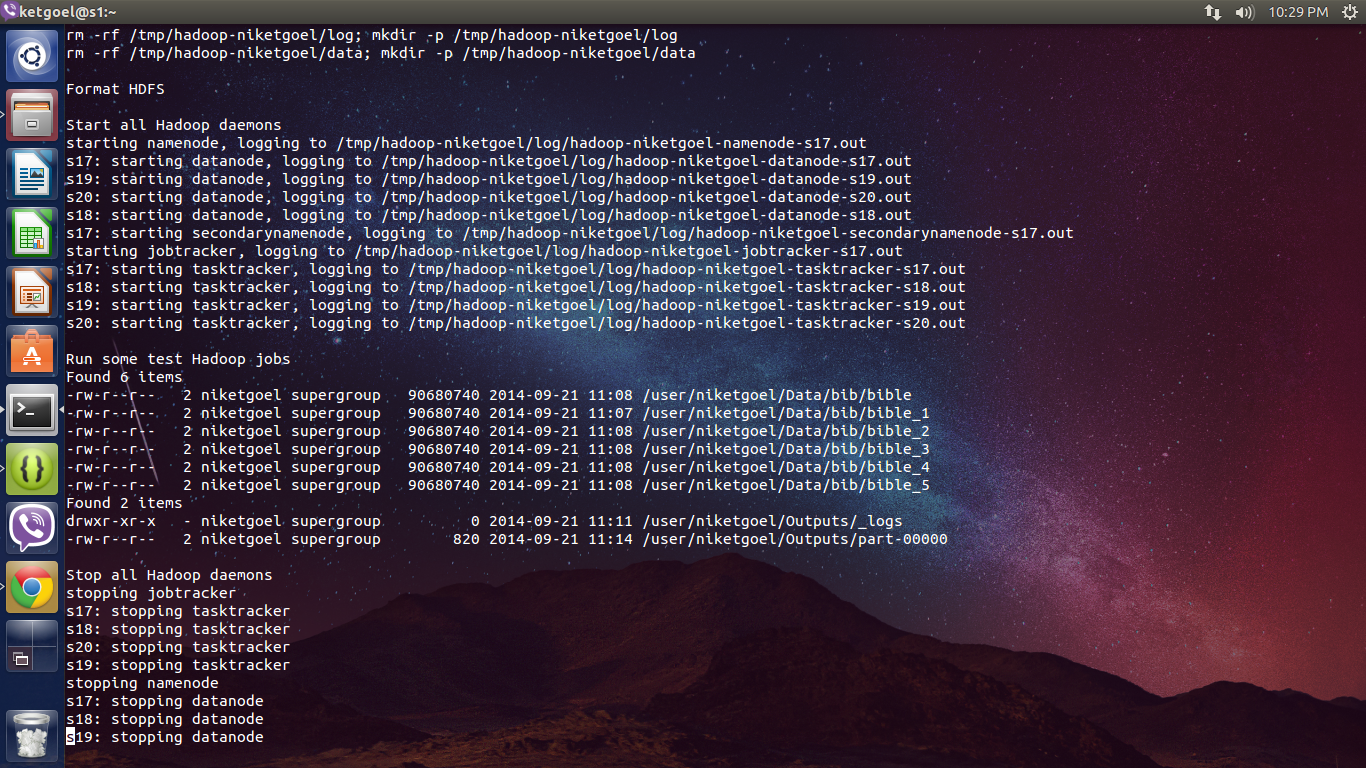 ketgoel@s1:~
10:29 PM
rm -rf /tmp/hadoop-niketgoel/log; mkdir -p /tmp/hadoop-niketgoel/log
rm -rf /tmp/hadoop-niketgoel/data; mkdir -p /tmp/hadoop-niketgoel/data
Format HDFS
Start all Hadoop daemons
starting namenode, logging to /tmp/hadoop-niketgoel/log/hadoop-niketgoel-namenode-s17.out
s17: starting datanode, logging to /tmp/hadoop-niketgoel/log/hadoop-niketgoel-datanode-s17.out
s19: starting datanode, logging to /tmp/hadoop-niketgoel/log/hadoop-niketgoel-datanode-s19.out
s20: starting datanode, logging to /tmp/hadoop-niketgoel/log/hadoop-niketgoel-datanode-s20.out
s18: starting datanode, logging to /tmp/hadoop-niketgoel/log/hadoop-niketgoel-datanode-s18.out
s17: starting secondarynamenode, logging to /tmp/hadoop-niketgoel/log/hadoop-niketgoel-secondarynamenode-s17.out
starting jobtracker, logging to /tmp/hadoop-niketgoel/log/hadoop-niketgoel-jobtracker-s17.out
s17: starting tasktracker, logging to /tmp/hadoop-niketgoel/log/hadoop-niketgoel-tasktracker-s17.out
s18: starting tasktracker, logging to /tmp/hadoop-niketgoel/log/hadoop-niketgoel-tasktracker-s18.out
s19: starting tasktracker, logging to /tmp/hadoop-niketgoel/log/hadoop-niketgoel-tasktracker-s19.out
s20: starting tasktracker, logging to /tmp/hadoop-niketgoel/log/hadoop-niketgoel-tasktracker-s20.out
Run some test Hadoop jobs
Found 6 items
-rw-r--r--   2 niketgoel supergroup   90680740 2014-09-21 11:08 /user/niketgoel/Data/bib/bible
-rw-r--r--   2 niketgoel supergroup   90680740 2014-09-21 11:07 /user/niketgoel/Data/bib/bible_1
-rw-r--r--   2 niketgoel supergroup   90680740 2014-09-21 11:08 /user/niketgoel/Data/bib/bible_2
-rw-r--r--   2 niketgoel supergroup   90680740 2014-09-21 11:08 /user/niketgoel/Data/bib/bible_3
-rw-r--r--   2 niketgoel supergroup   90680740 2014-09-21 11:08 /user/niketgoel/Data/bib/bible_4
-rw-r--r--   2 niketgoel supergroup   90680740 2014-09-21 11:08 /user/niketgoel/Data/bib/bible_5
Found 2 items
drwxr-xr-x   - niketgoel supergroup          0 2014-09-21 11:11 /user/niketgoel/Outputs/_logs
-rw-r--r--   2 niketgoel supergroup        820 2014-09-21 11:14 /user/niketgoel/Outputs/part-00000
Stop all Hadoop daemons
stopping jobtracker
s17: stopping tasktracker
s18: stopping tasktracker
s20: stopping tasktracker
s19: stopping tasktracker
stopping namenode
s17: stopping datanode
s18: stopping datanode
s19: stopping datanode